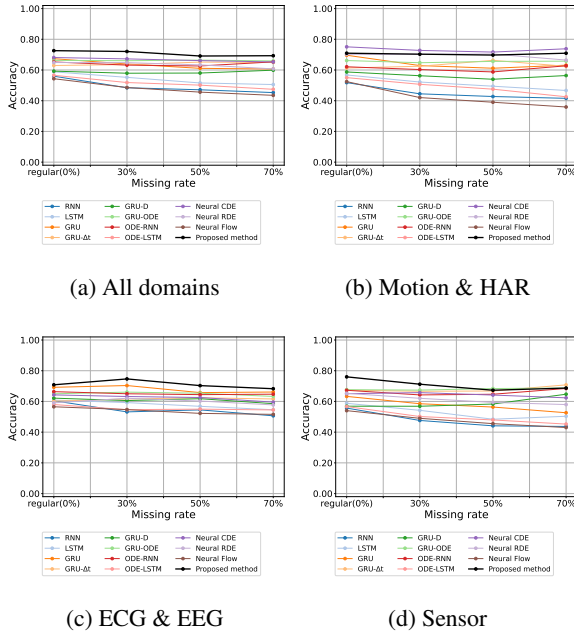 1.00
0.80
0.60
0.40
0.20
0.00
Accuracy
regular(0%) 30% 50% 70%
Missing rate
RNN GRU-D Neural CDE
LSTM GRU-ODE Neural RDE
GRU ODE-RNN Neural Flow
GRU-Δt ODE-LSTM Proposed method
(a) All domains
1.00
0.80
0.60
0.40
0.20
0.00
Accuracy
regular(0%) 30% 50% 70%
Missing rate
RNN GRU-D Neural CDE
LSTM GRU-ODE Neural RDE
GRU ODE-RNN Neural Flow
GRU-Δt ODE-LSTM Proposed method
(b) Motion & HAR
1.00
0.80
0.60
0.40
0.20
0.00
Accuracy
regular(0%) 30% 50% 70%
Missing rate
RNN GRU-D Neural CDE
LSTM GRU-ODE Neural RDE
GRU ODE-RNN Neural Flow
GRU-Δt ODE-LSTM Proposed method
(c) ECG & EEG
1.00
0.80
0.60
0.40
0.20
0.00
Accuracy
regular(0%) 30% 50% 70%
Missing rate
RNN GRU-D Neural CDE
LSTM GRU-ODE Neural RDE
GRU ODE-RNN Neural Flow
GRU-Δt ODE-LSTM Proposed method
(d) Sensor